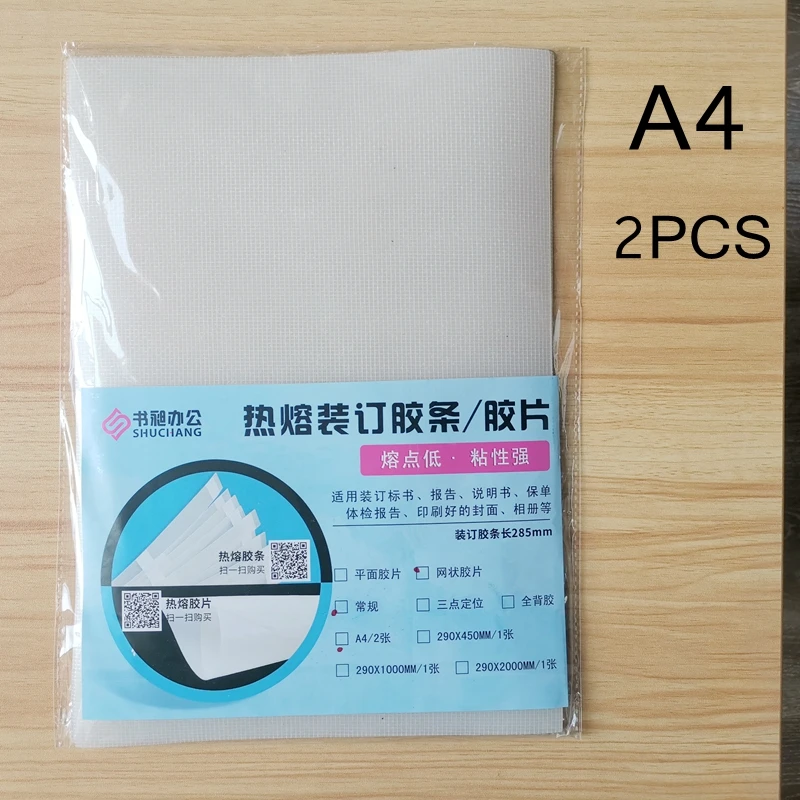 A4
2PCS
书昶办公
SHUCHANG
热熔装订胶条/胶片
熔点低 · 粘性强
适用装订标书、报告、说明书、保单
体检报告、印刷好的封面、相册等
装订胶条长285mm
热熔胶条
扫一扫购买
热熔胶片
扫一扫购买
平面胶片 网状胶片
常规 三点定位 全背胶
A4/2张 290X450MM/1张
290X1000MM/1张 290X2000MM/1张